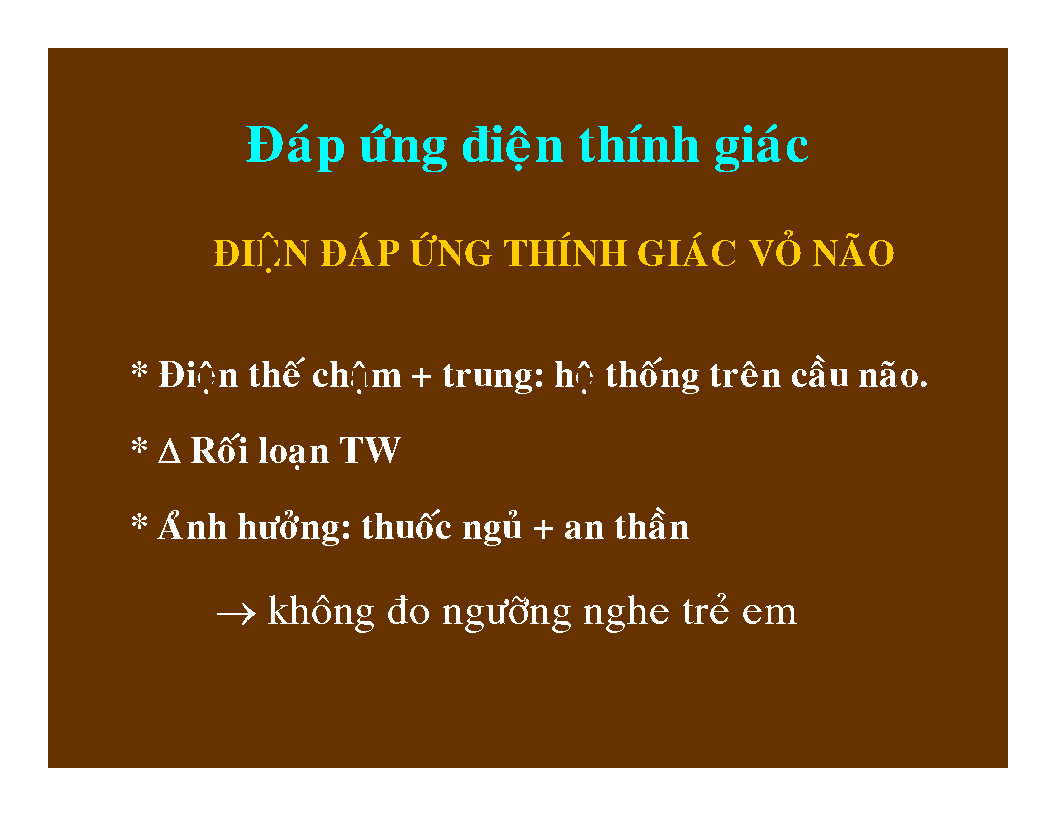 Đáp ứng điện thính giác
ĐIỆN ĐÁP ỨNG THÍNH GIÁC VỎ NÃO
* Điện thế chậm + trung: hệ thống trên cầu não.
* Δ Rối loạn TW
* Ảnh hưởng: thuốc ngủ + an thần
→ không đo ngưỡng nghe trẻ em